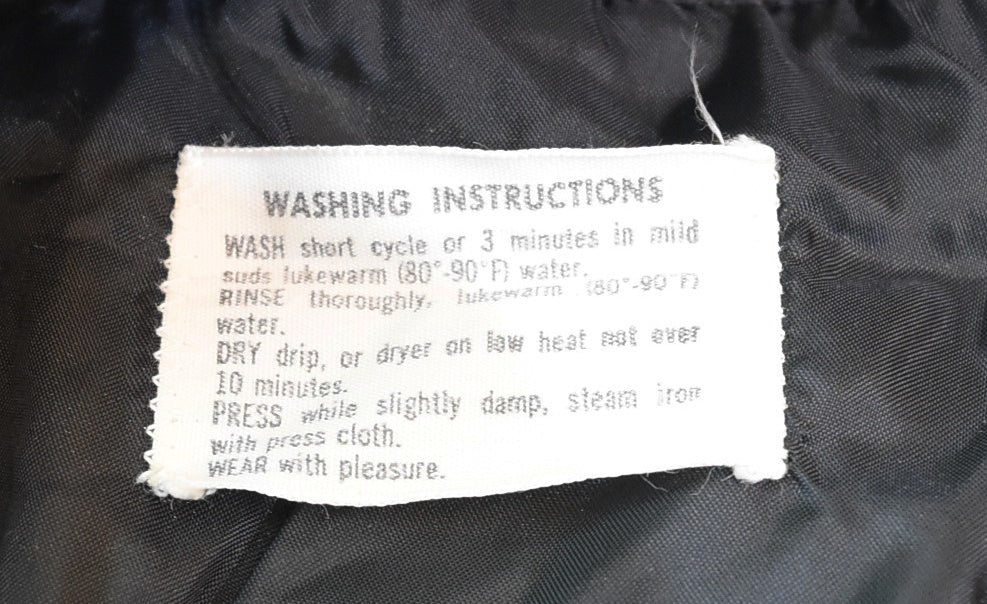 WASHING INSTRUCTIONS
WASH short cycle or 3 minutes in mild
suds lukewarm (80°-90°F) water.
RINSE thoroughly, lukewarm (80°-90°F)
water.
DRY drip, or dryer on low heat not over
10 minutes.
PRESS while slightly damp, steam iron
with press cloth.
WEAR with pleasure.